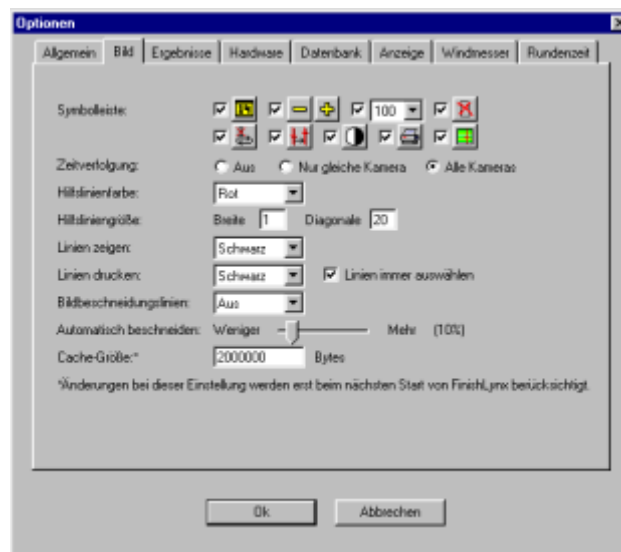 Optionen
Allgemein Bild Ergebnisse Hardware Datenbank Anzeige Windmesser Rundenzeit
Symbolleiste: 100
Zeitverfolgung: Aus Nur gleiche Kamera Alle Kameras
Hilfslinienfarbe: Rot
Hilfsliniengröße: Breite 1 Diagonale 20
Linien zeigen: Schwarz
Linien drucken: Schwarz Linien immer auswählen
Bildbeschneidungslinien: Aus
Automatisch beschneiden: Weniger Mehr (10%)
Cache-Größe:* 2000000 Bytes
*Änderungen bei dieser Einstellung werden erst beim nächsten Start von FinishLynx berücksichtigt.
Ok Abbrechen